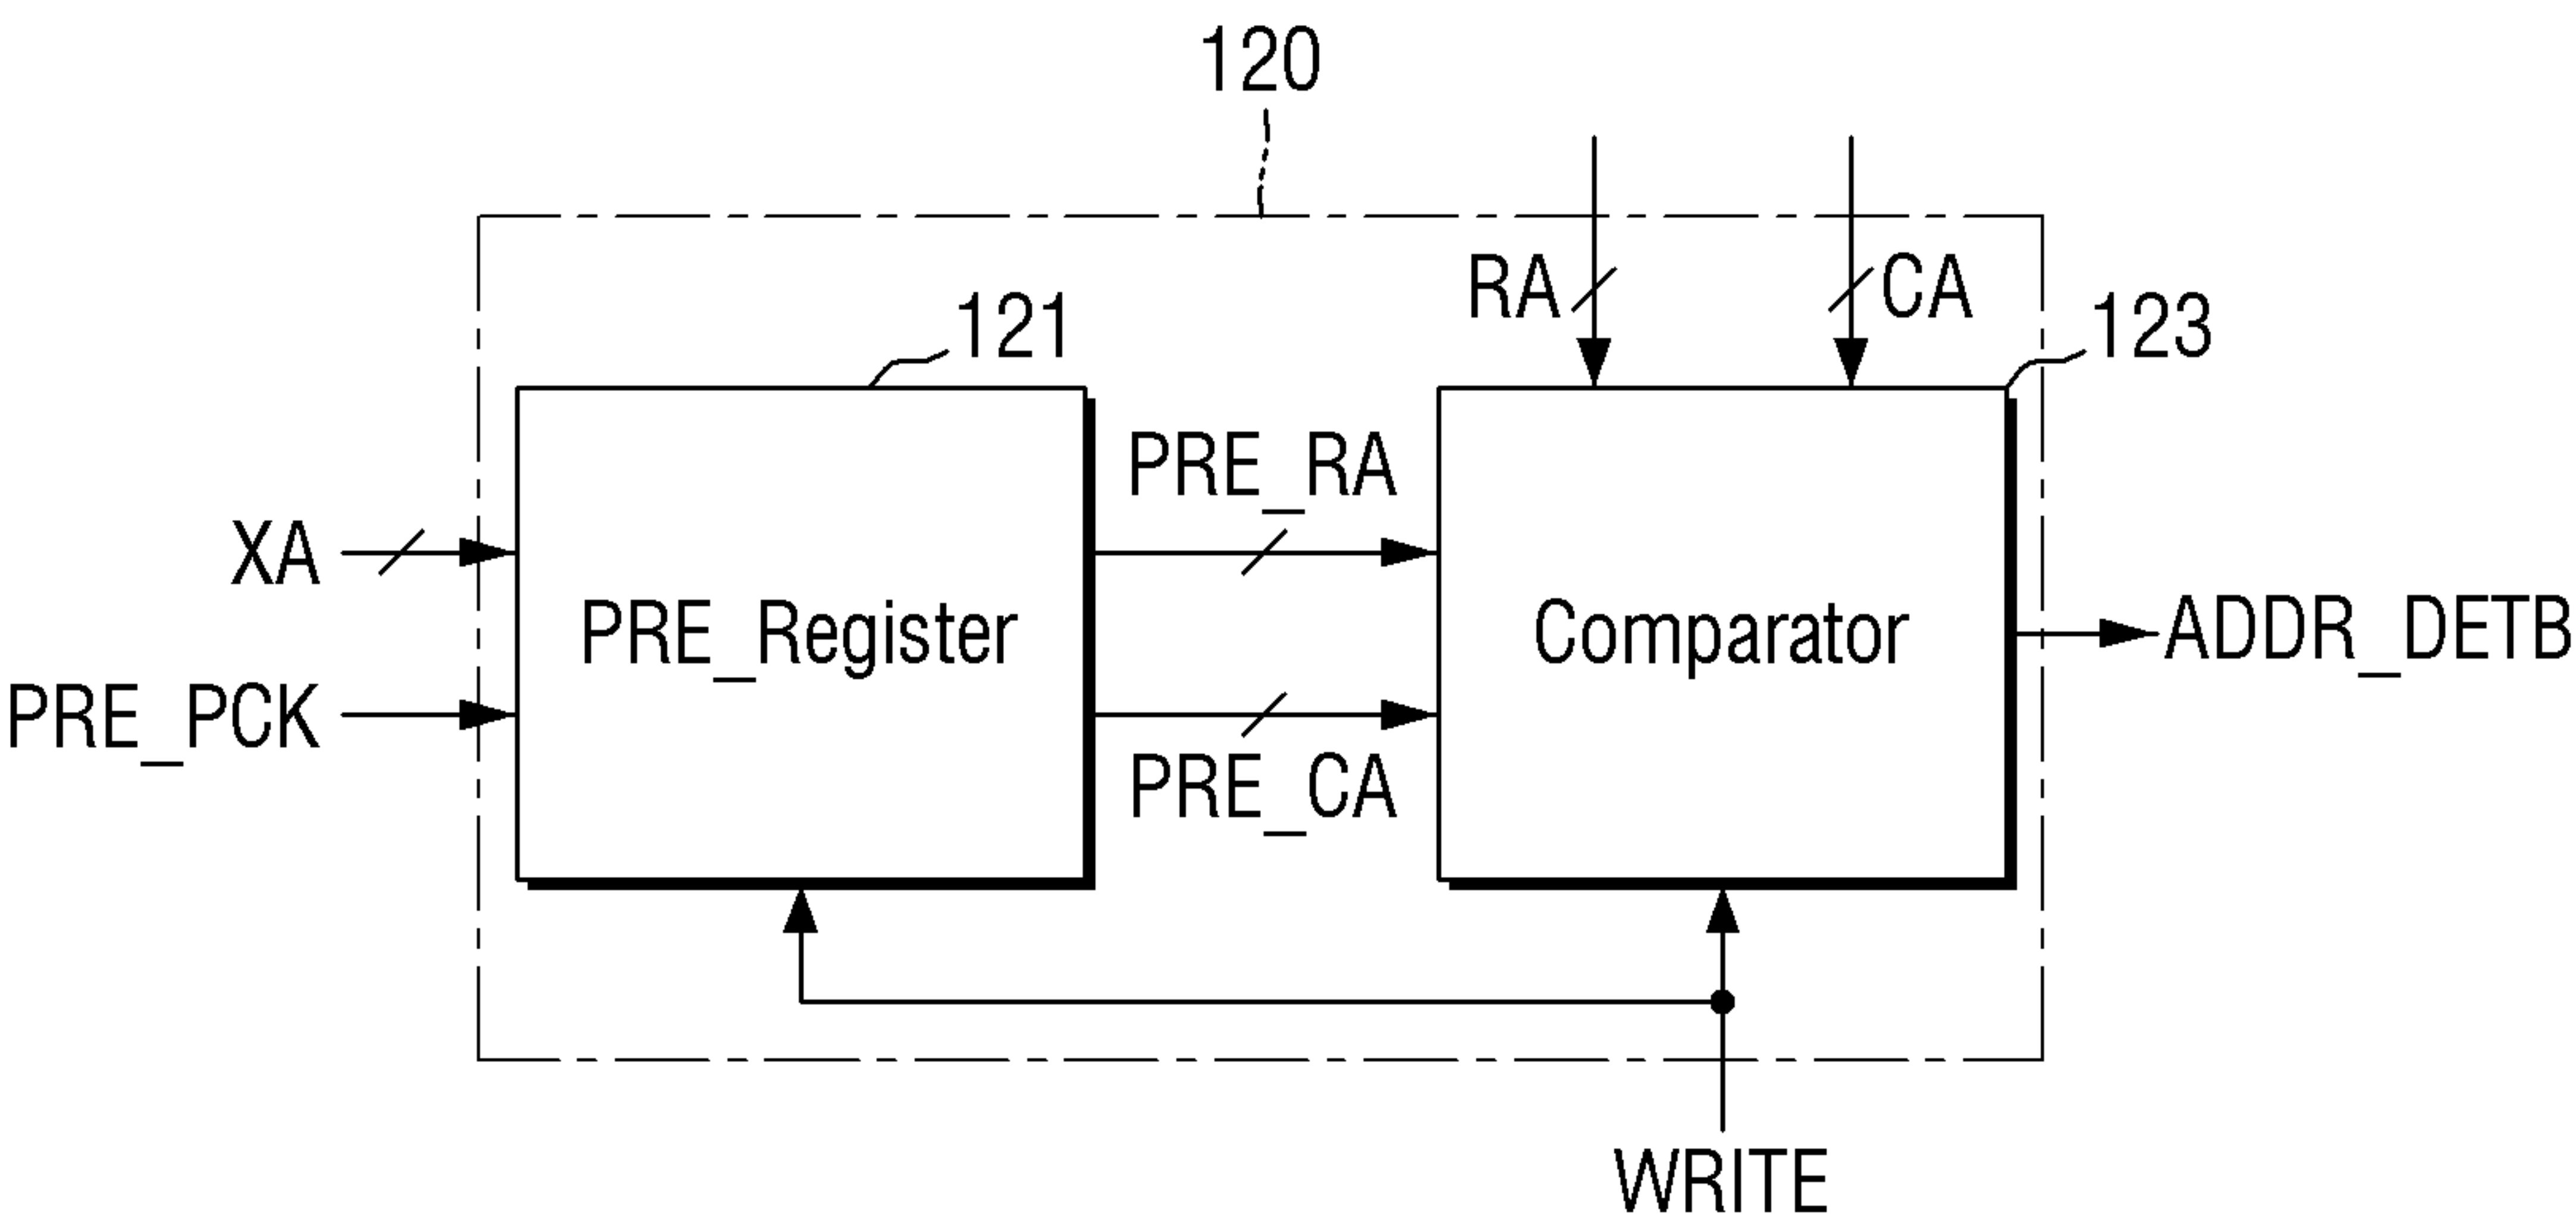 120
RA
CA
121
123
PRE_RA
XA
PRE_Register
Comparator
ADDR_DETB
PRE_PCK
PRE_CA
WRITE